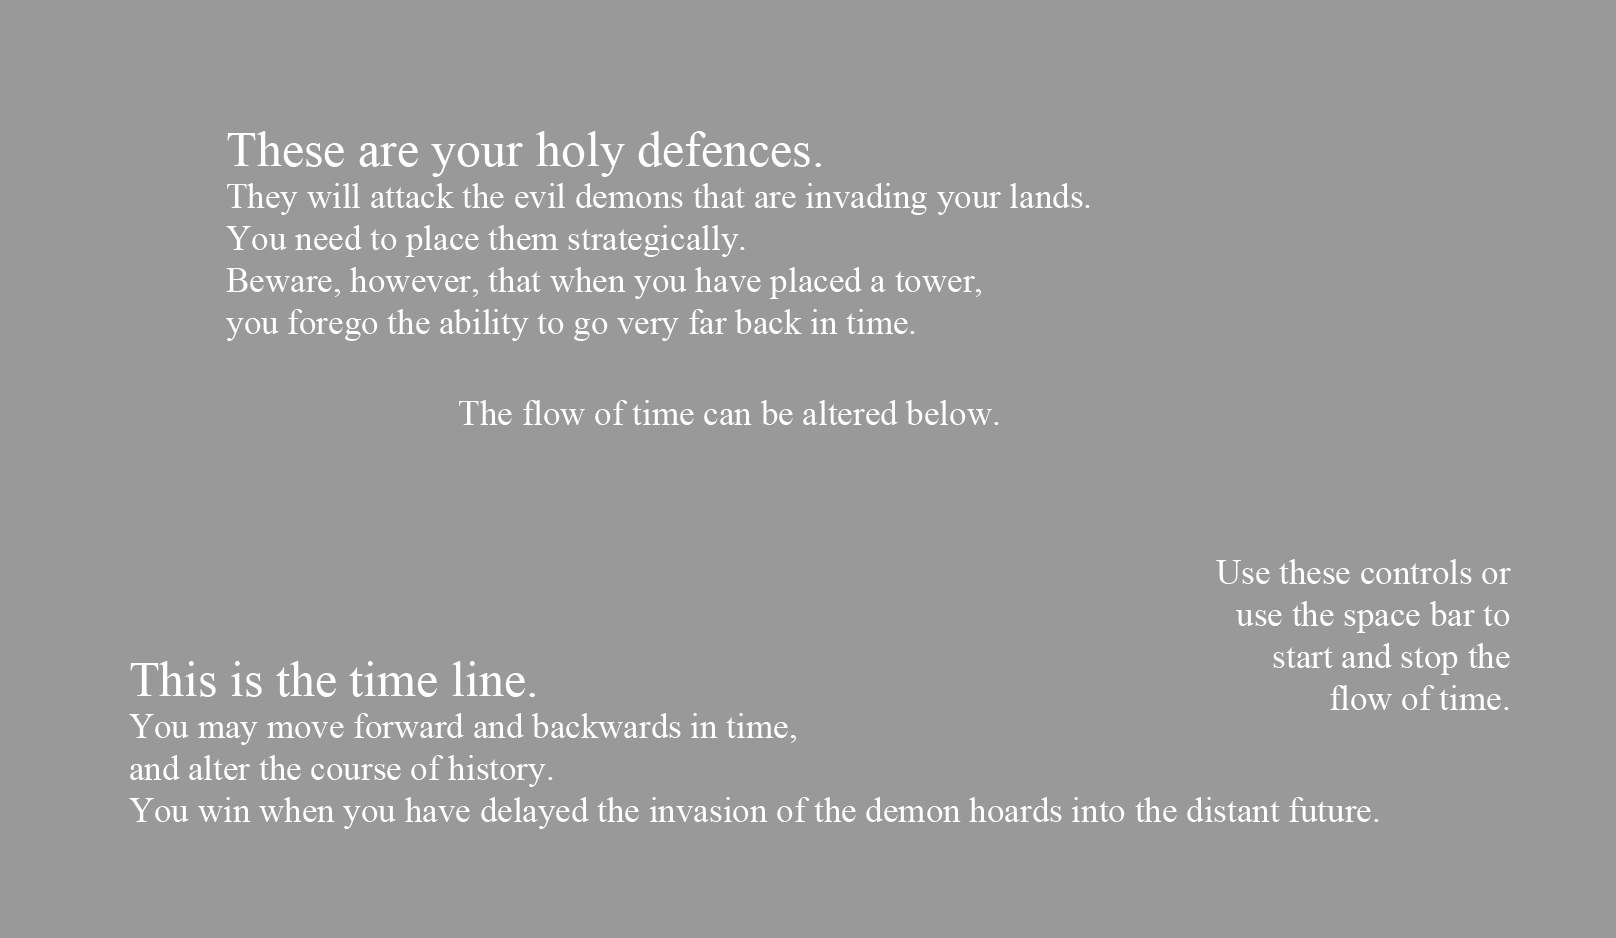 These are your holy defences.
They will attack the evil demons that are invading your lands.
You need to place them strategically.
Beware, however, that when you have placed a tower,
you forego the ability to go very far back in time.
The flow of time can be altered below.
Use these controls or
use the space bar to
start and stop the
flow of time.
This is the time line.
You may move forward and backwards in time,
and alter the course of history.
You win when you have delayed the invasion of the demon hoards into the distant future.